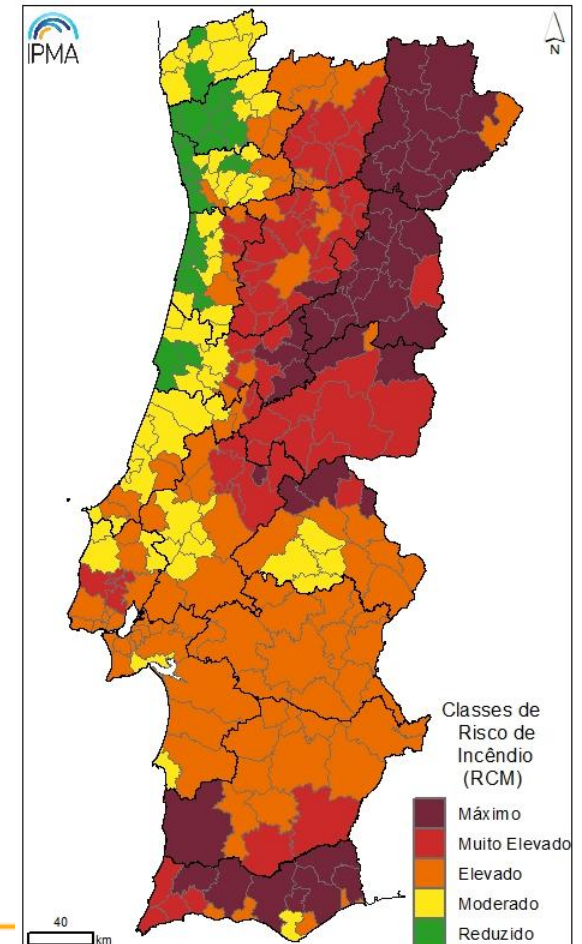 IPMA
N
Classes de
Risco de
Incêndio
(RCM)
Máximo
Muito Elevado
Elevado
Moderado
Reduzido
40
km